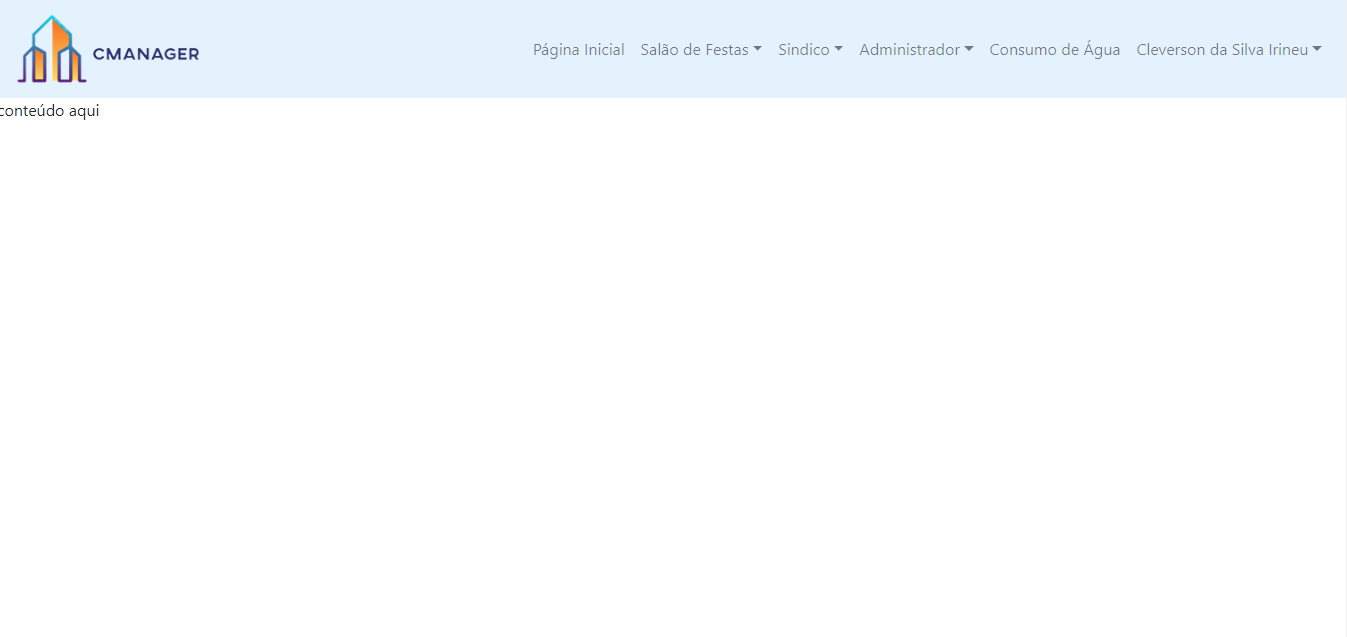 CMANAGER
Página Inicial Salão de Festas Sindico Administrador Consumo de Água Cleverson da Silva Irineu
conteúdo aqui